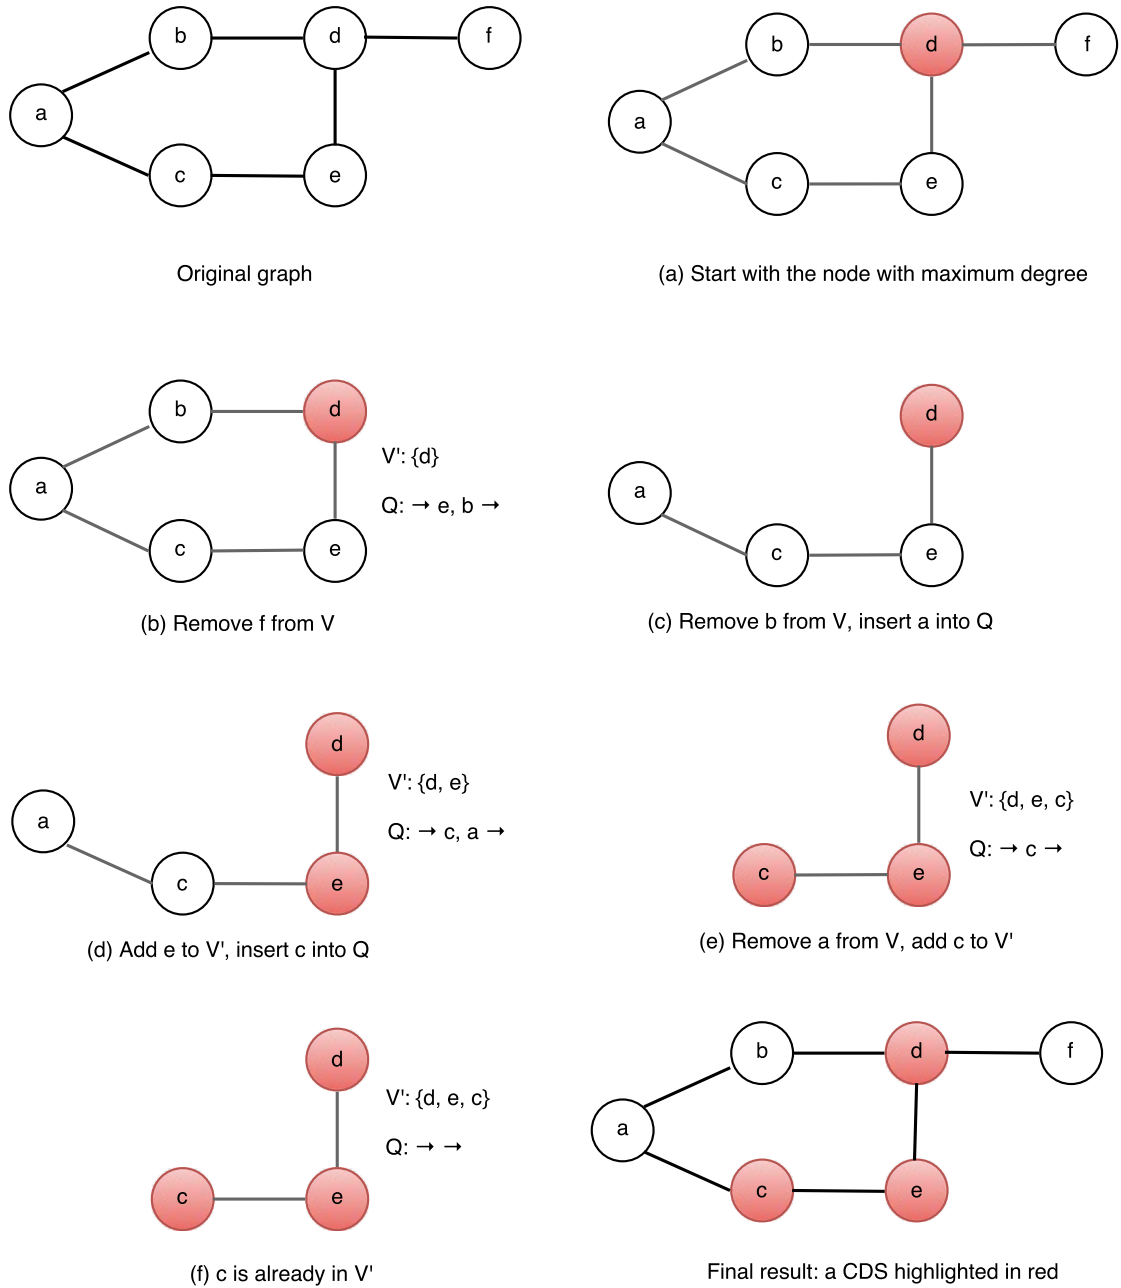 b d f
a
c e
Original graph
b d f
a
c e
(a) Start with the node with maximum degree
b d
a
c e
V': {d}
Q: → e, b →
(b) Remove f from V
d
a
c e
(c) Remove b from V, insert a into Q
d
a
c e
V': {d, e}
Q: → c, a →
(d) Add e to V', insert c into Q
d
c e
V': {d, e, c}
Q: → c →
(e) Remove a from V, add c to V'
d
c e
V': {d, e, c}
Q: → →
(f) c is already in V'
b d f
a
c e
Final result: a CDS highlighted in red